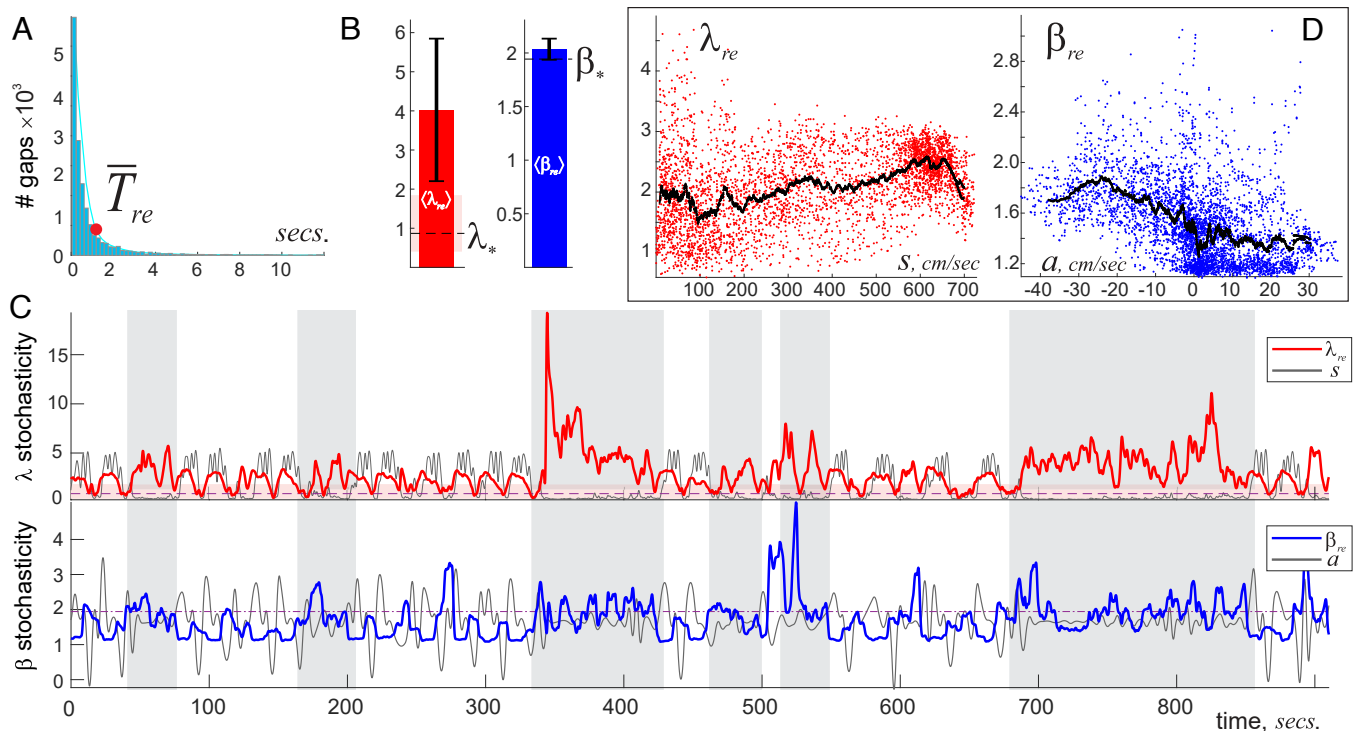 A
# gaps ×10³
5
4
3
2
1
0
T̅re
secs.
0 2 4 6 8 10
B
6
5
4
3
2
1
⟨λre⟩
λ*
2
1.5
1
0.5
⟨βre⟩
β*
D
λre
4
3
2
1
s, cm/sec
100 200 300 400 500 600 700
βre
2.8
2.4
2.0
1.6
1.2
a, cm/sec
-40 -30 -20 -10 0 10 20 30
C
λ stochasticity
15
10
5
0
λre
s
β stochasticity
4
3
2
1
0
βre
a
0 100 200 300 400 500 600 700 800
time, secs.